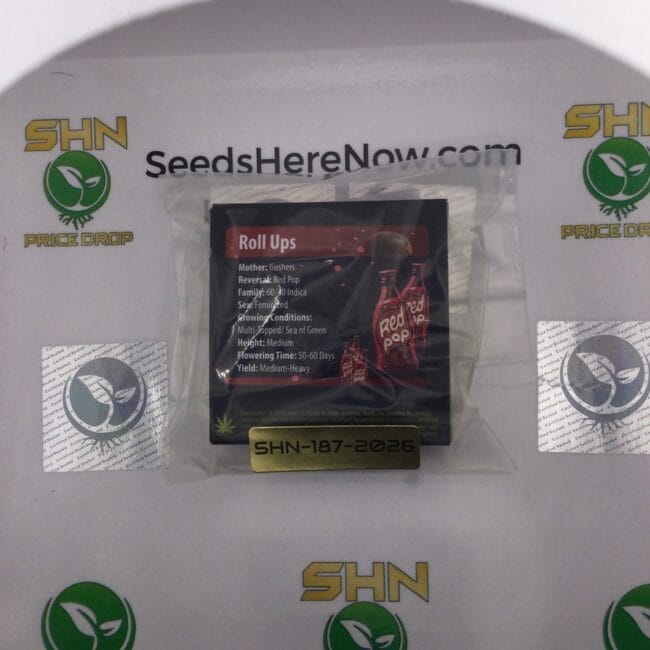 SHN
PRICE DROP
SHN
PRICE DROP
SeedsHereNow.com
Roll Ups
Mother: Gushers
Reversal: Red Pop
Family: 60/40 Indica
Sex: Feminized
Growing Conditions:
Multi-Topped/ Sea of Green
Height: Medium
Flowering Time: 50-60 Days
Yield: Medium-Heavy
Red
Pop
Red
Pop
SHN-187-2026
SHN